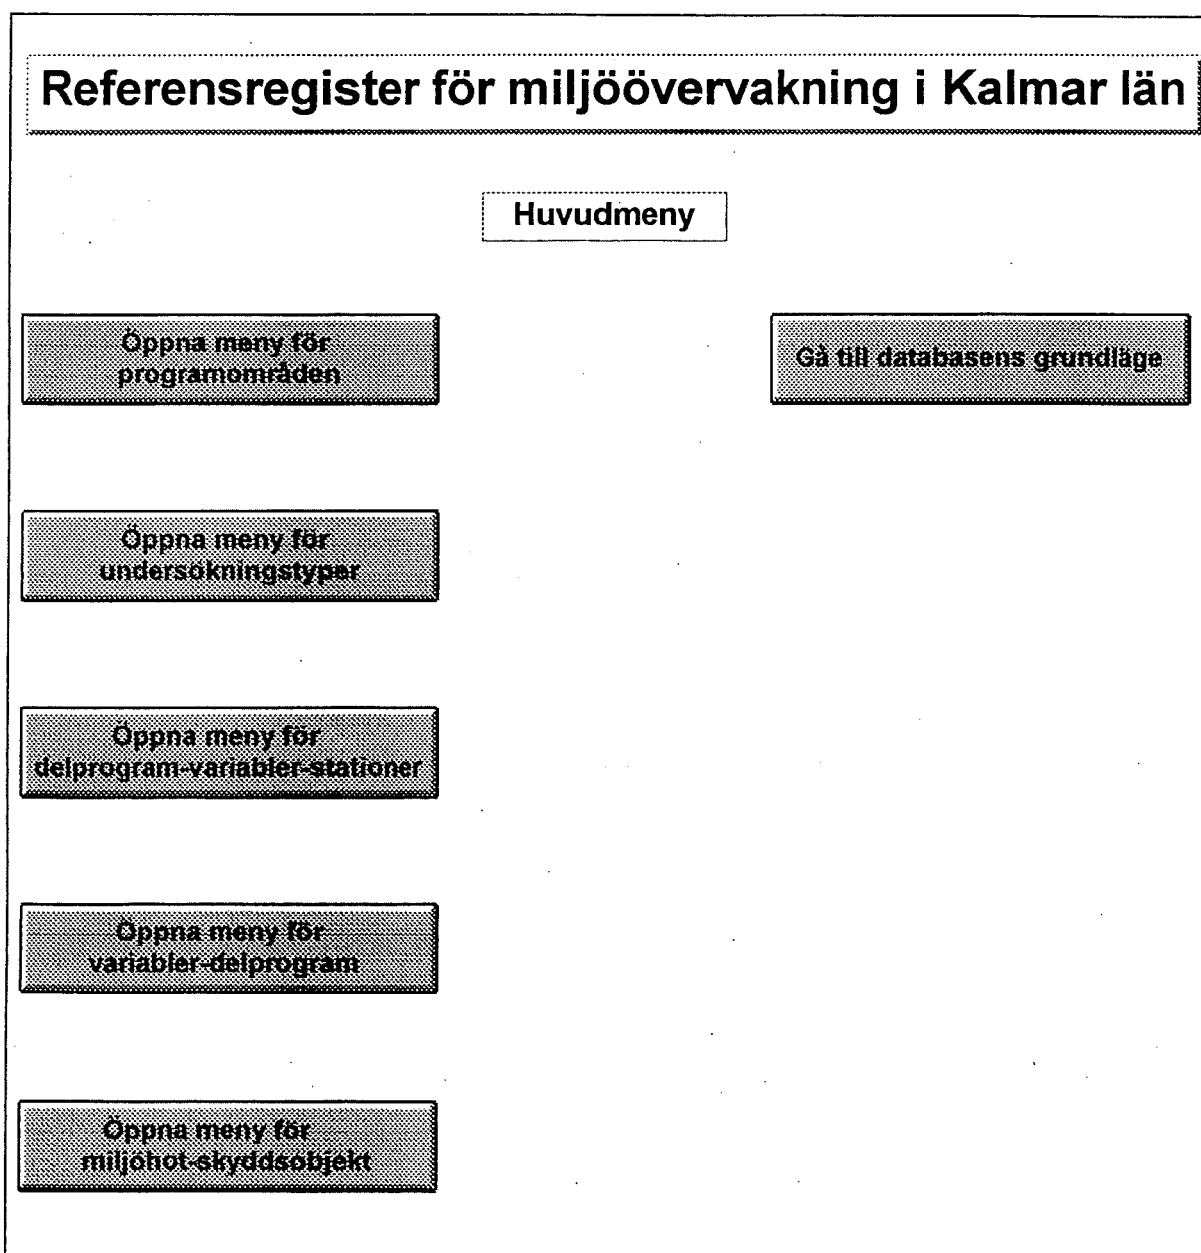 Referensregister för miljöövervakning i Kalmar län
Huvudmeny
Öppna meny för
programområden
Gå till databasens grundläge
Öppna meny för
undersökningstyper
Öppna meny för
delprogram-variabler-stationer
Öppna meny för
variabler-delprogram
Öppna meny för
miljöhot-skyddsobjekt